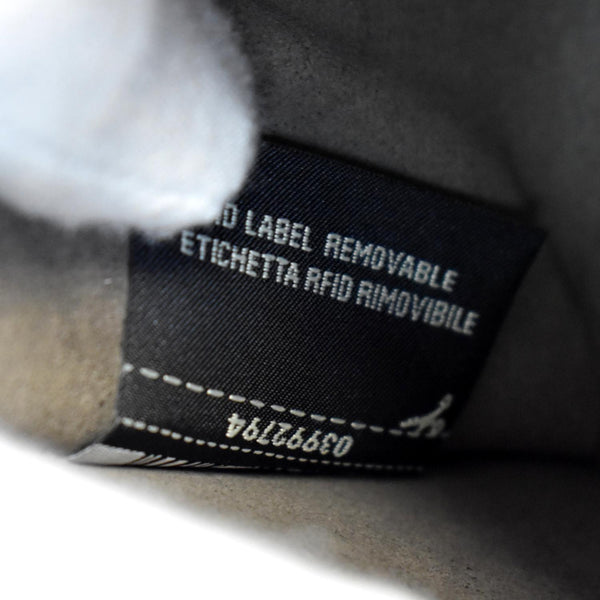 LABEL REMOVABLE
ETICHETTA RFID RIMOVIBILE
03992794